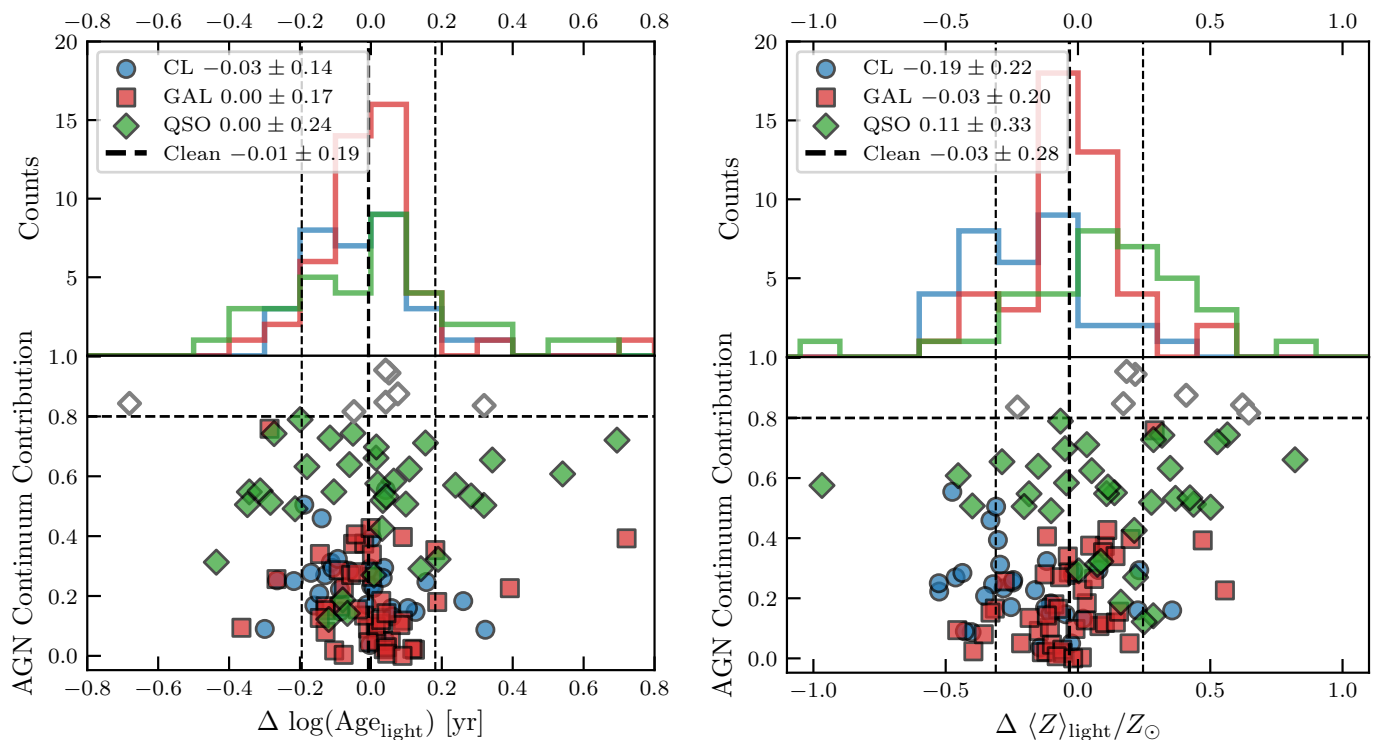 −0.8 −0.6 −0.4 −0.2 0.0 0.2 0.4 0.6 0.8
20
15
10
5
Counts
CL −0.03 ± 0.14
GAL 0.00 ± 0.17
QSO 0.00 ± 0.24
Clean −0.01 ± 0.19
1.0
0.8
0.6
0.4
0.2
0.0
AGN Continuum Contribution
−0.8 −0.6 −0.4 −0.2 0.0 0.2 0.4 0.6 0.8
Δ log(Age_light) [yr]
−1.0 −0.5 0.0 0.5 1.0
20
15
10
5
Counts
CL −0.19 ± 0.22
GAL −0.03 ± 0.20
QSO 0.11 ± 0.33
Clean −0.03 ± 0.28
1.0
0.8
0.6
0.4
0.2
0.0
AGN Continuum Contribution
−1.0 −0.5 0.0 0.5 1.0
Δ ⟨Z⟩_light/Z_⊙